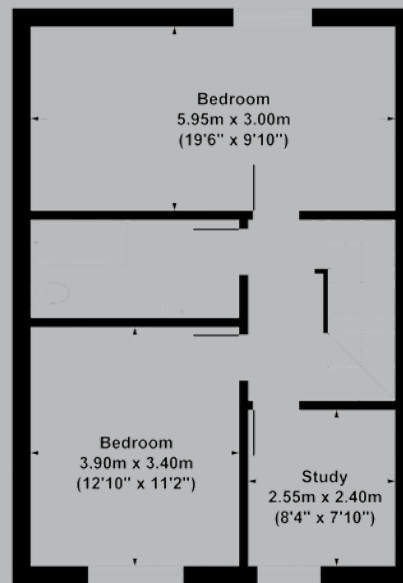 Bedroom
5.95m x 3.00m
(19'6" x 9'10")
Bedroom
3.90m x 3.40m
(12'10" x 11'2")
Study
2.55m x 2.40m
(8'4" x 7'10")